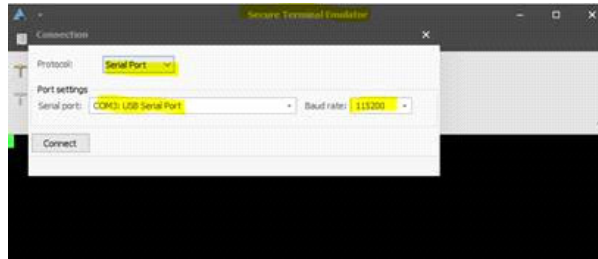 Secure Terminal Emulator
Connection
Protocol: Serial Port
Port settings
Serial port: COM3: USB Serial Port Baud rate: 115200
Connect